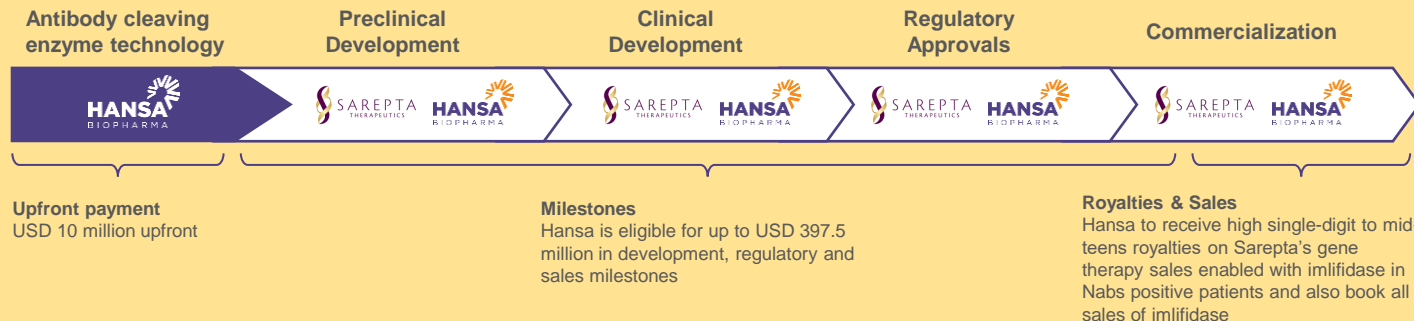 Antibody cleaving
enzyme technology
Preclinical
Development
Clinical
Development
Regulatory
Approvals
Commercialization
HANSA
BIOPHARMA
SAREPTA
THERAPEUTICS
HANSA
BIOPHARMA
SAREPTA
THERAPEUTICS
HANSA
BIOPHARMA
SAREPTA
THERAPEUTICS
HANSA
BIOPHARMA
SAREPTA
THERAPEUTICS
HANSA
BIOPHARMA
Upfront payment
USD 10 million upfront
Milestones
Hansa is eligible for up to USD 397.5
million in development, regulatory and
sales milestones
Royalties & Sales
Hansa to receive high single-digit to mid-
teens royalties on Sarepta's gene
therapy sales enabled with imlifidase in
Nabs positive patients and also book all
sales of imlifidase